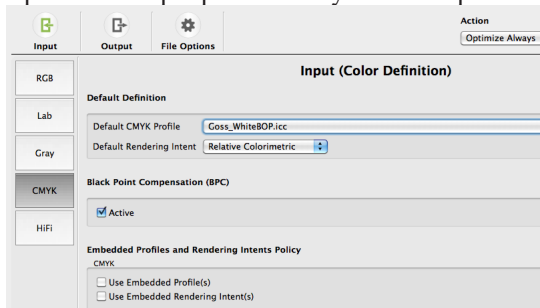 Action
Input
Output
File Options
Optimize Always
Input (Color Definition)
RGB
Lab
Gray
CMYK
HiFi
Default Definition
Default CMYK Profile Goss_WhiteBOP.icc
Default Rendering Intent Relative Colorimetric
Black Point Compensation (BPC)
Active
Embedded Profiles and Rendering Intents Policy
CMYK
Use Embedded Profile(s)
Use Embedded Rendering Intent(s)